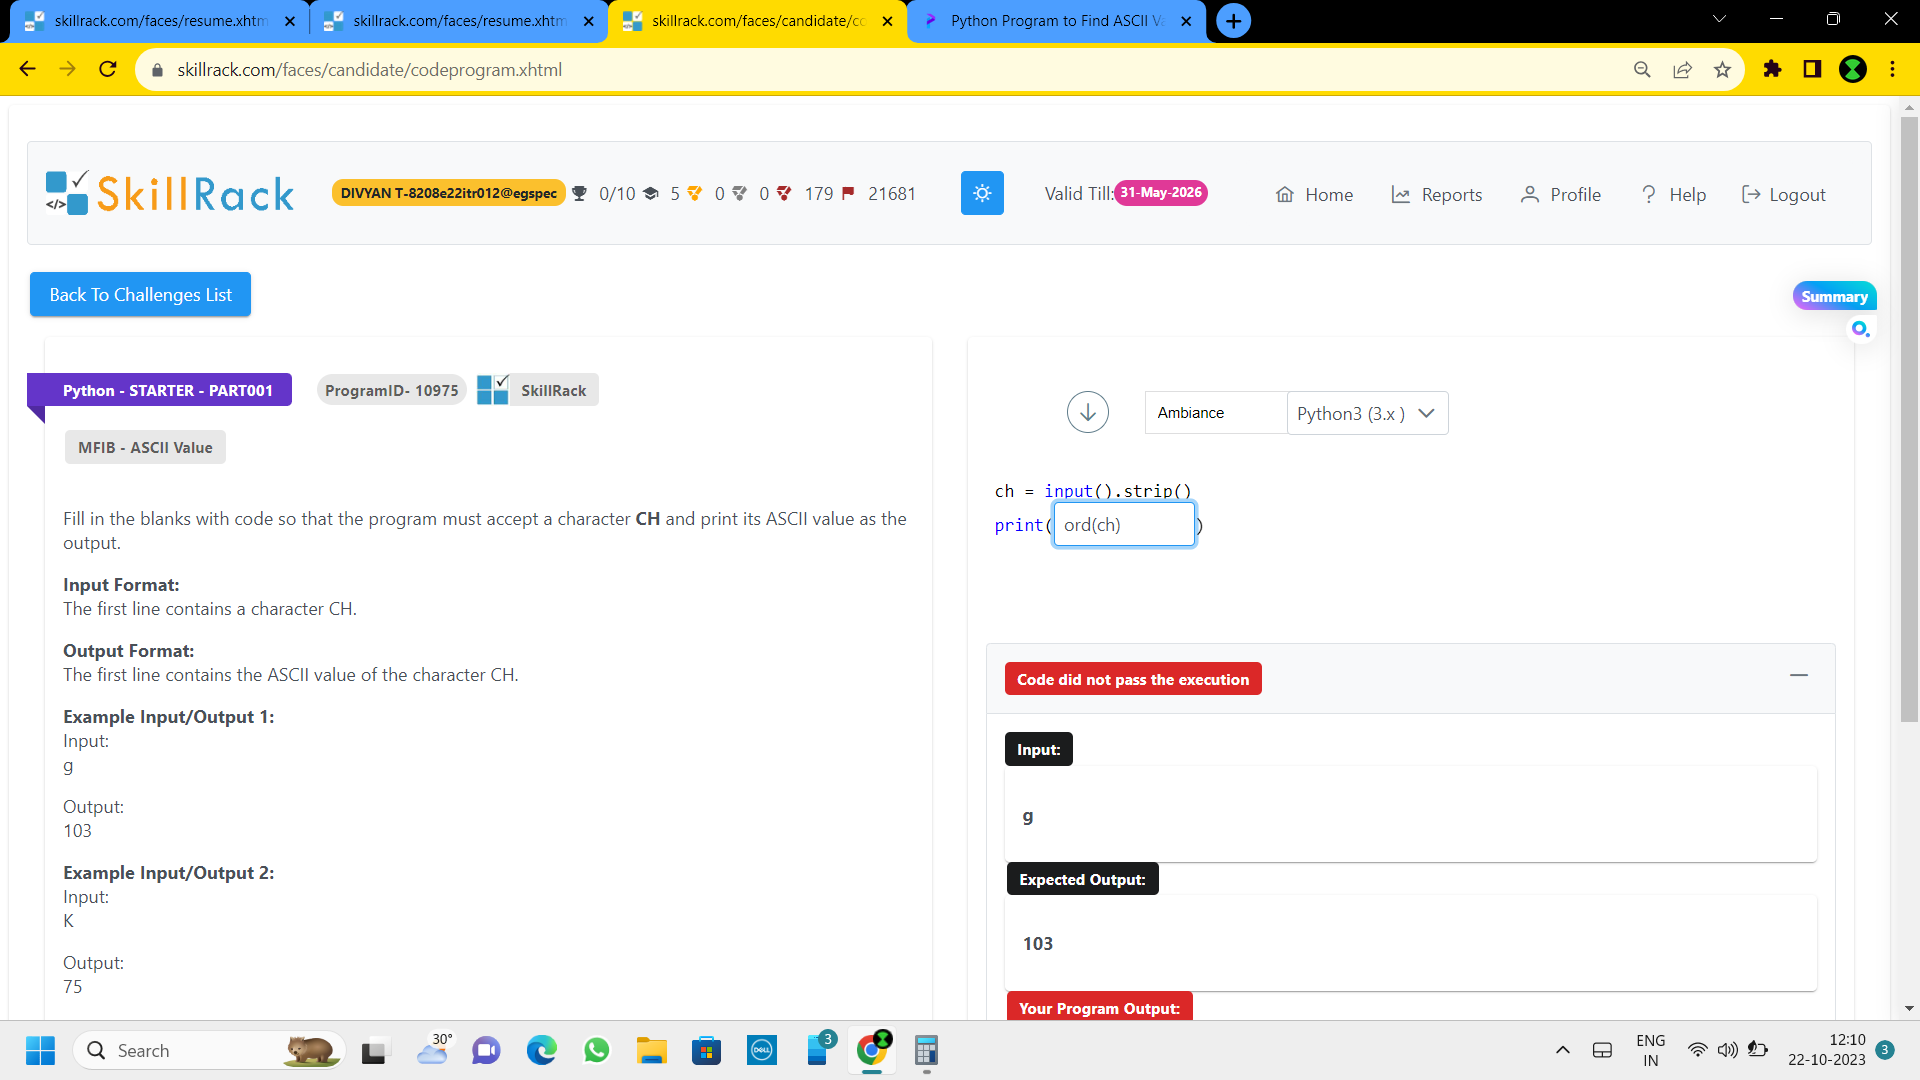 skillrack.com/faces/resume.xhtm
skillrack.com/faces/resume.xhtm
skillrack.com/faces/candidate/co
Python Program to Find ASCII Va
skillrack.com/faces/candidate/codeprogram.xhtml
</> SkillRack
DIVYAN T-8208e22itr012@egspec 0/10 5 0 0 179 21681
Valid Till: 31-May-2026
Home Reports Profile Help Logout
Back To Challenges List
Summary
Python - STARTER - PART001 ProgramID- 10975 SkillRack
MFIB - ASCII Value
Fill in the blanks with code so that the program must accept a character CH and print its ASCII value as the
output.
Input Format:
The first line contains a character CH.
Output Format:
The first line contains the ASCII value of the character CH.
Example Input/Output 1:
Input:
g
Output:
103
Example Input/Output 2:
Input:
K
Output:
75
Ambiance Python3 (3.x )
ch = input().strip()
print( ord(ch) )
Code did not pass the execution
Input:
g
Expected Output:
103
Your Program Output:
Search
30°
DELL
3
ENG
IN
12:10
22-10-2023
3